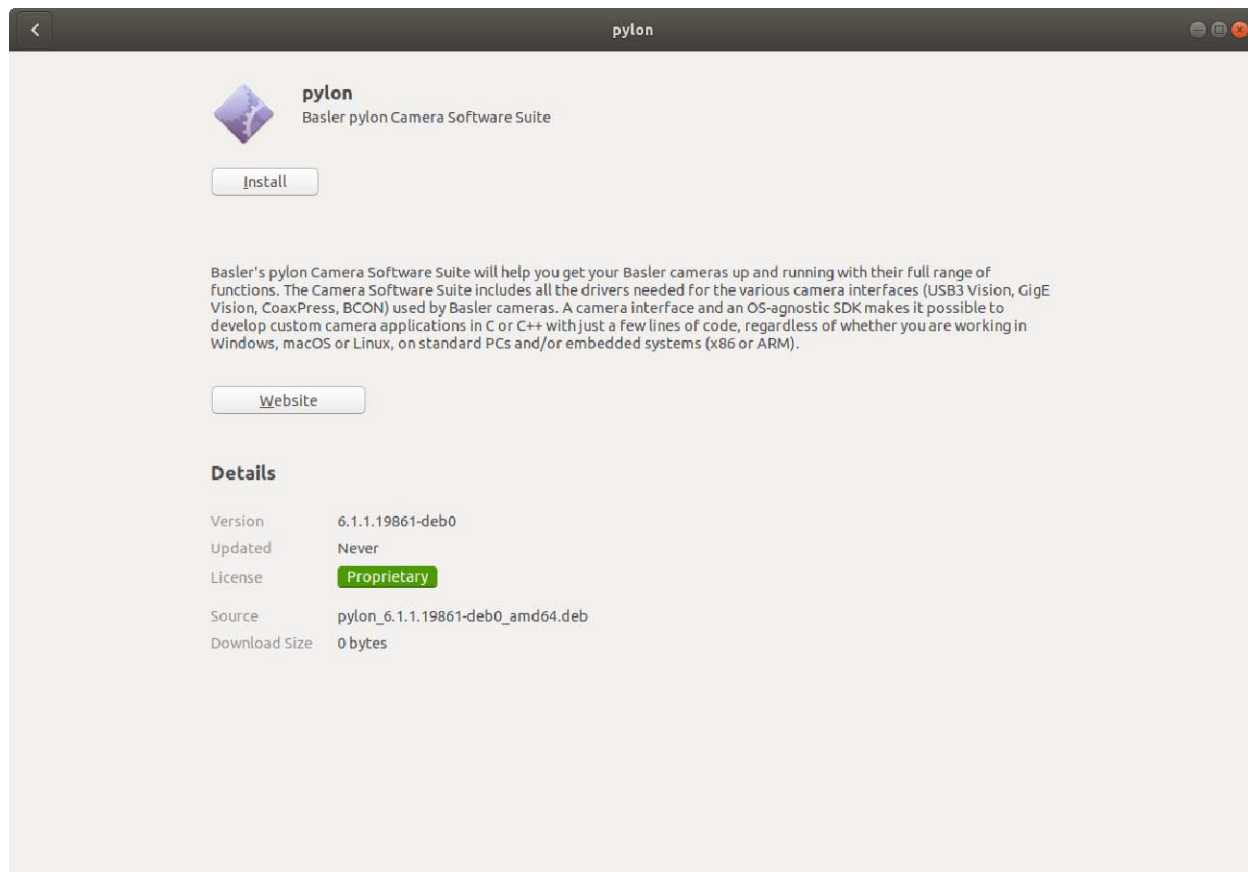 pylon
pylon
Basler pylon Camera Software Suite
Install
Basler's pylon Camera Software Suite will help you get your Basler cameras up and running with their full range of
functions. The Camera Software Suite includes all the drivers needed for the various camera interfaces (USB3 Vision, GigE
Vision, CoaxPress, BCON) used by Basler cameras. A camera interface and an OS-agnostic SDK makes it possible to
develop custom camera applications in C or C++ with just a few lines of code, regardless of whether you are working in
Windows, macOS or Linux, on standard PCs and/or embedded systems (x86 or ARM).
Website
Details
Version 6.1.1.19861-deb0
Updated Never
License Proprietary
Source pylon_6.1.1.19861-deb0_amd64.deb
Download Size 0 bytes